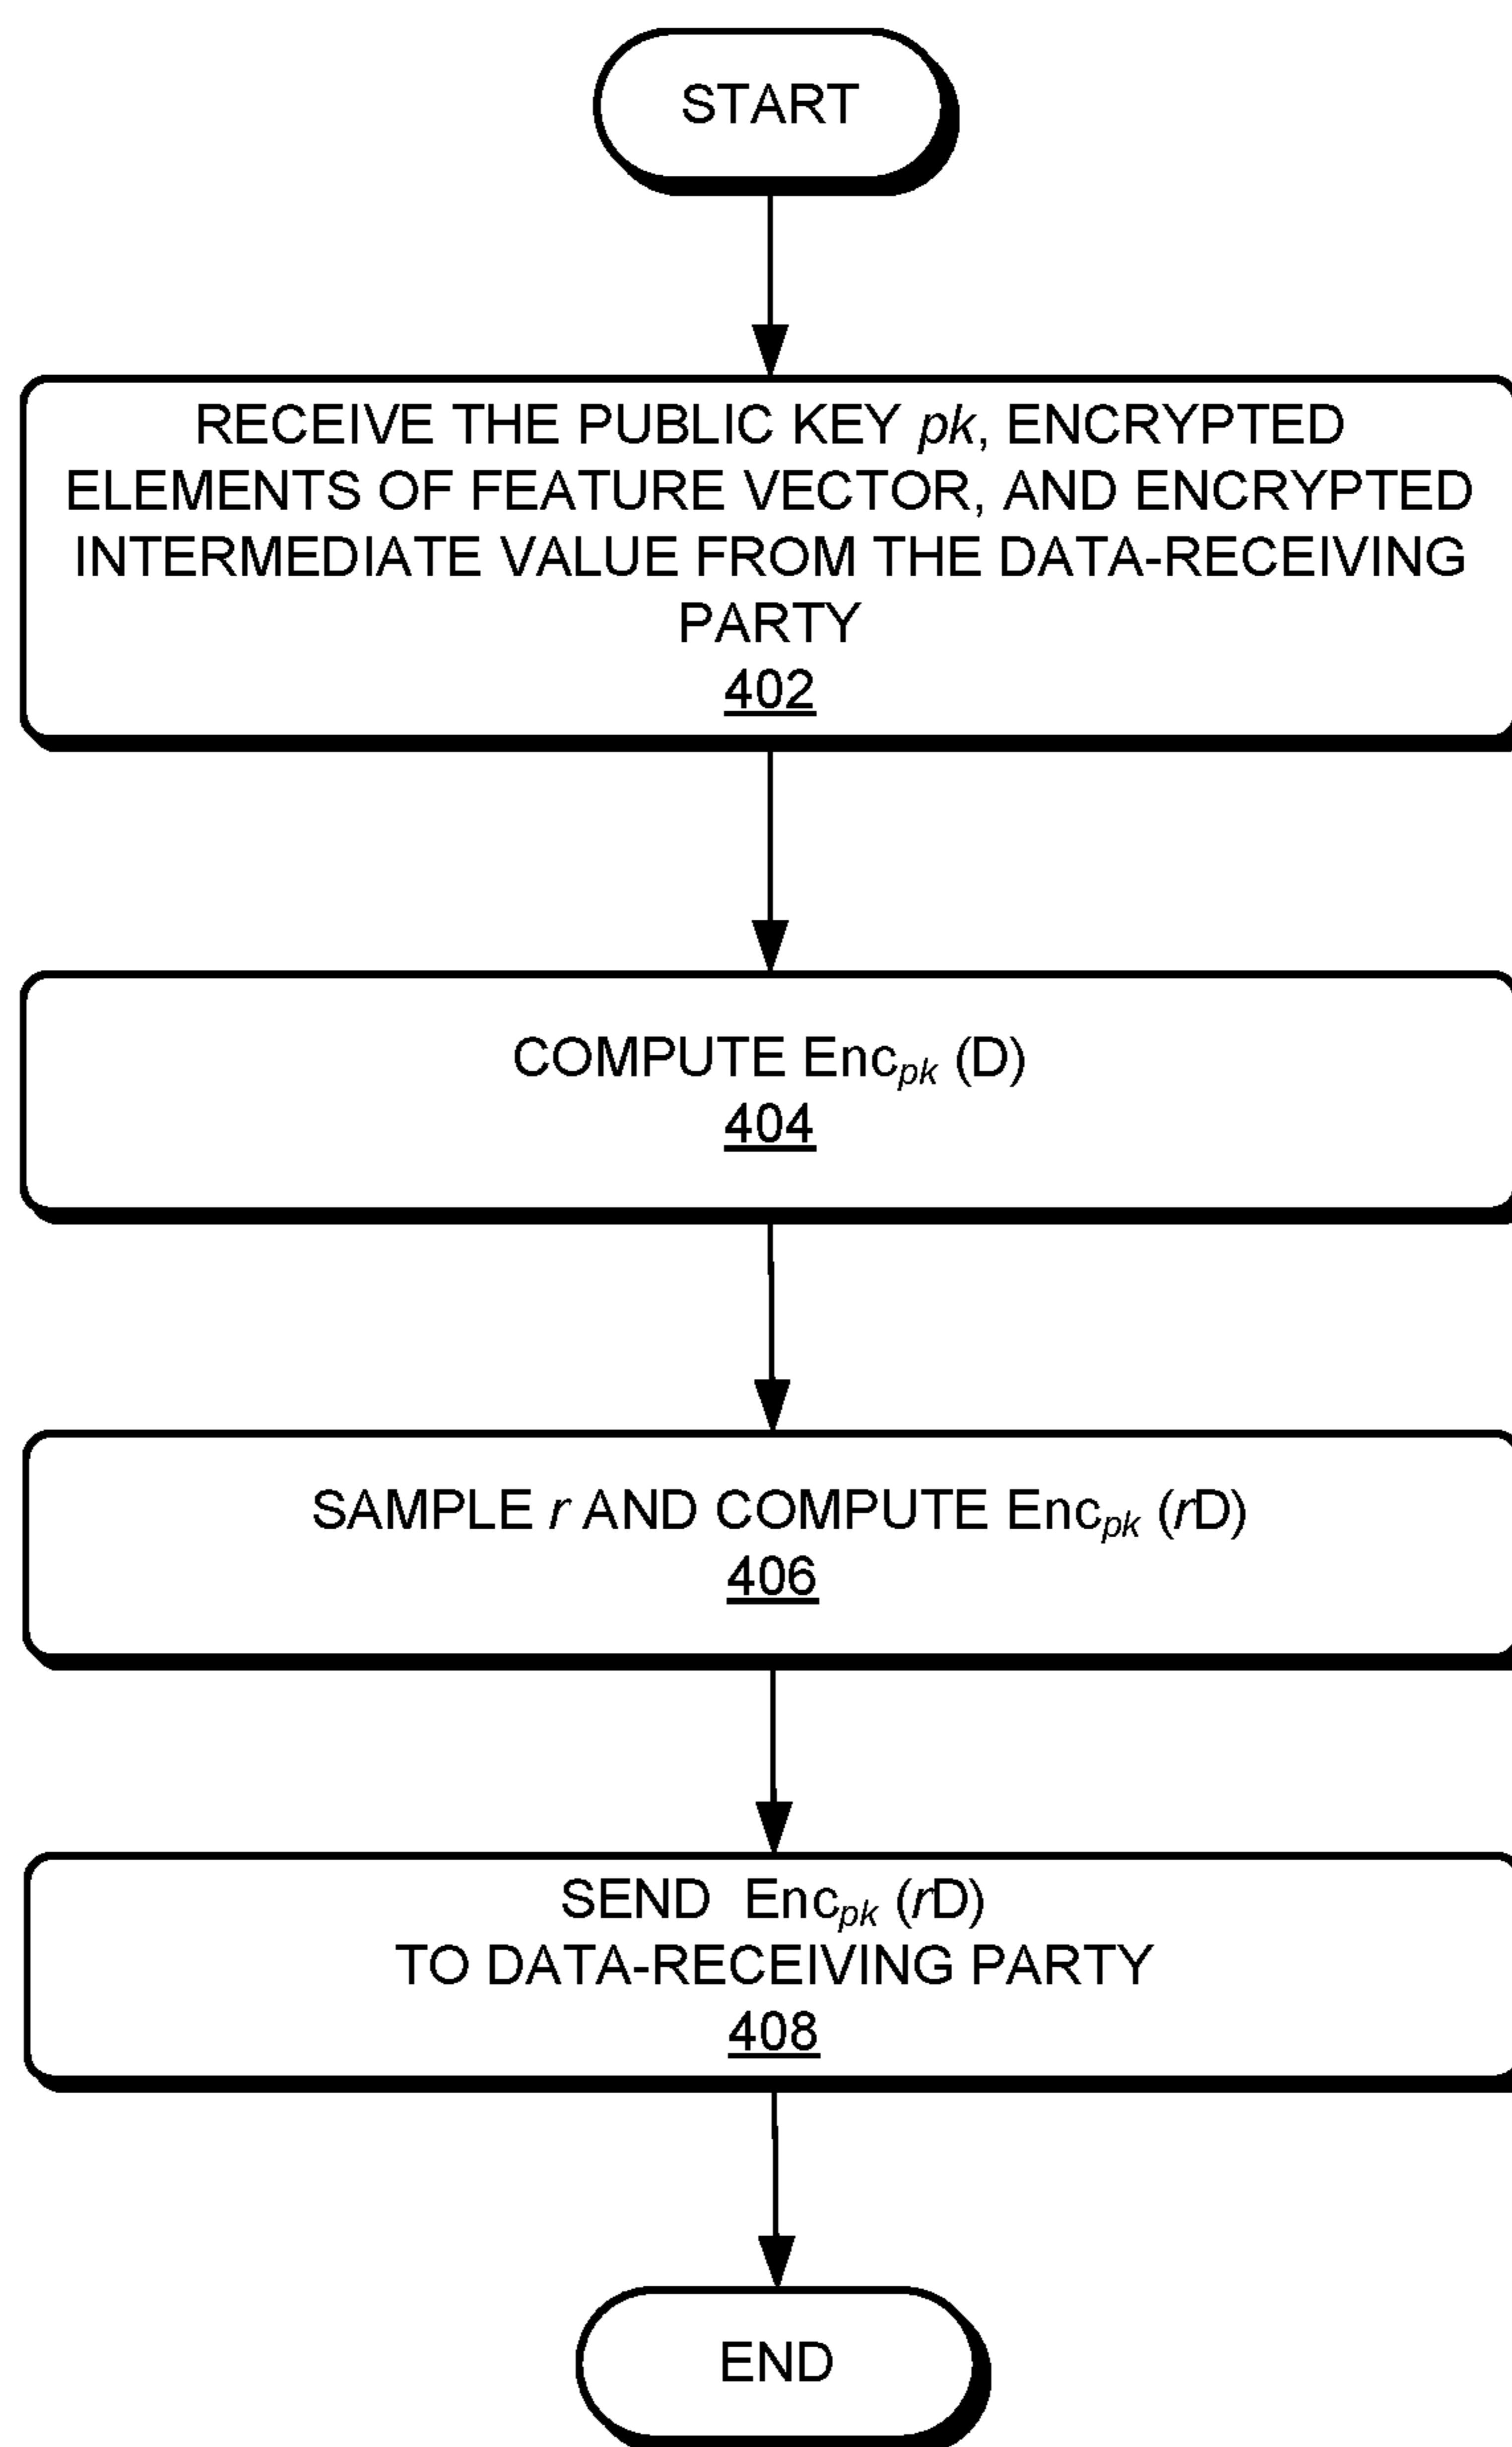 START
RECEIVE THE PUBLIC KEY pk, ENCRYPTED
ELEMENTS OF FEATURE VECTOR, AND ENCRYPTED
INTERMEDIATE VALUE FROM THE DATA-RECEIVING
PARTY
402
COMPUTE Encpk (D)
404
SAMPLE r AND COMPUTE Encpk (rD)
406
SEND Encpk (rD)
TO DATA-RECEIVING PARTY
408
END